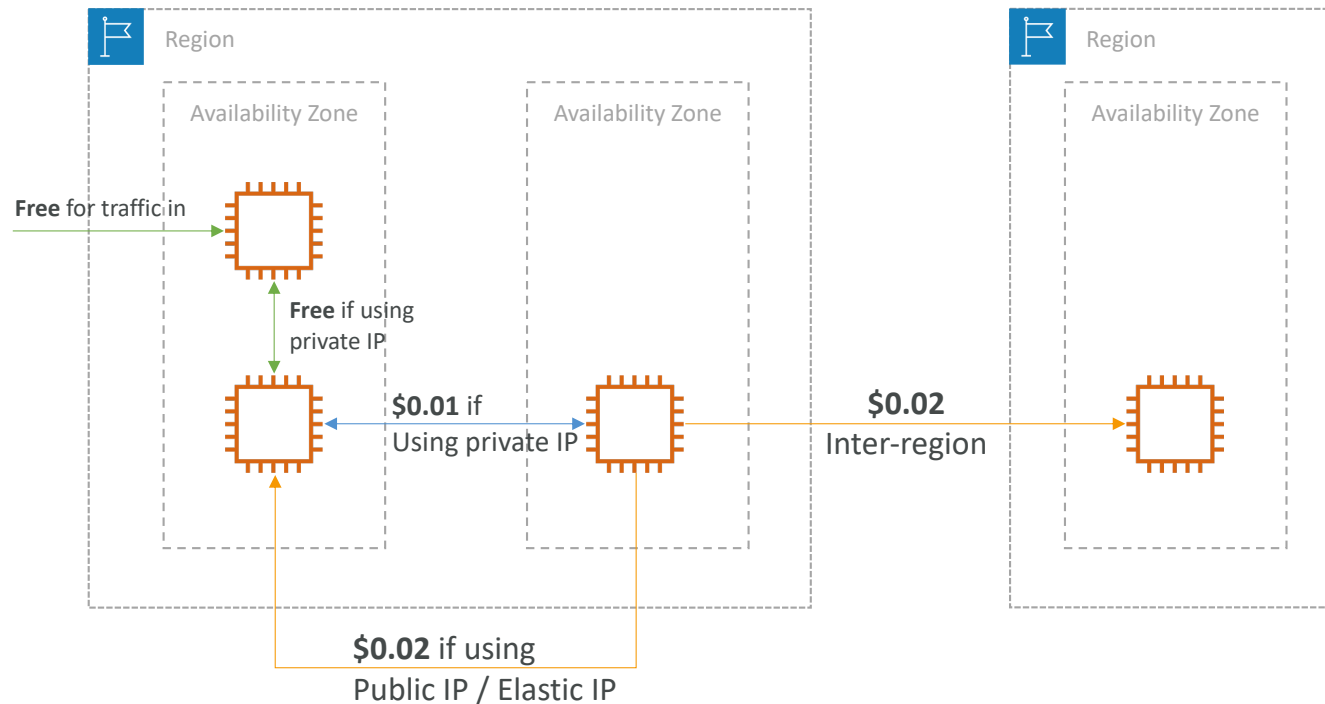 Region
Region
Availability Zone
Availability Zone
Availability Zone
Free for traffic in
Free if using
private IP
$0.01 if
Using private IP
$0.02
Inter-region
$0.02 if using
Public IP / Elastic IP